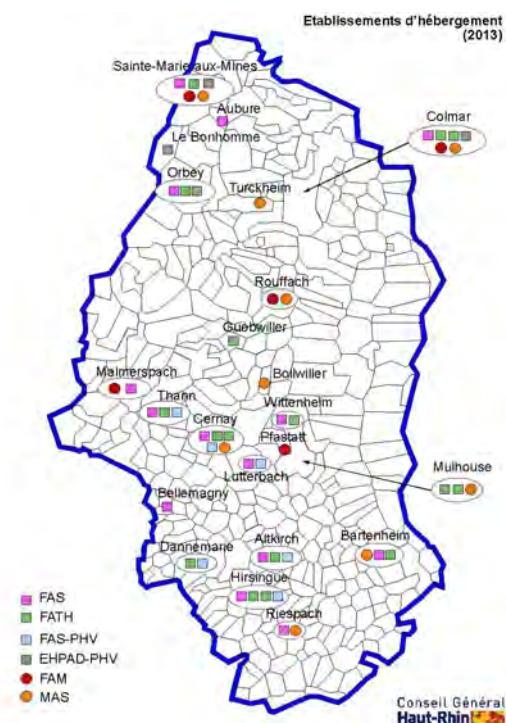 Etablissements d'hébergement
(2013)
Sainte-Marie-aux-Mines
Aubure
Colmar
Le Bonhomme
Orbey
Turckheim
Rouffach
Guebwiller
Malmerspach
Bollwiller
Thann
Wittenheim
Cernay
Pfastatt
Lutterbach
Mulhouse
Bellemagny
Altkirch
Bartenheim
Dannemarie
Hirsingue
Riespach
FAS
FATH
FAS-PHV
EHPAD-PHV
FAM
MAS
Conseil Général
Haut-Rhin